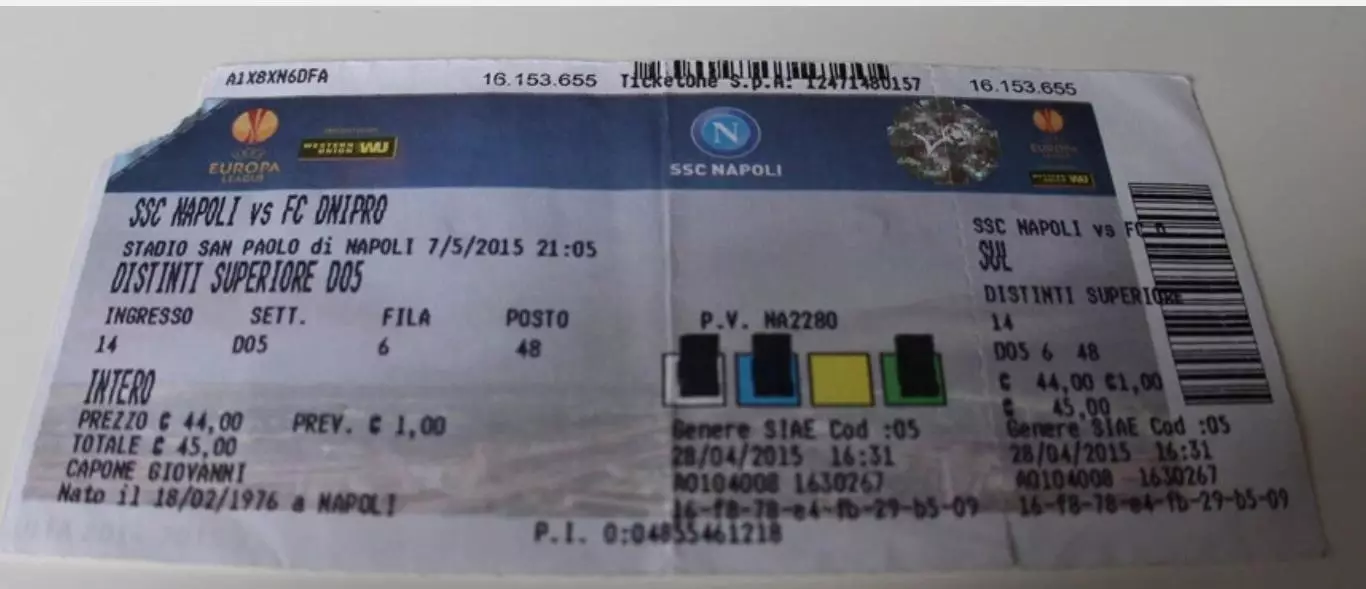 A1X8XN6DFA 16.153.655 TicketOne S.p.A. 12471480157 16.153.655
EUROPA
LEAGUE
WESTERN
UNION WU
N
SSC NAPOLI
EUROPA
WESTERN
UNION WU
SSC NAPOLI vs FC DNIPRO
STADIO SAN PAOLO di NAPOLI 7/5/2015 21:05
DISTINTI SUPERIORE D05
INGRESSO SETT. FILA POSTO
14 D05 6 48
INTERO
PREZZO € 44,00 PREV. € 1,00
TOTALE € 45,00
CAPONE GIOVANNI
Nato il 18/02/1976 a NAPOLI
P.V. NA2280
Genere SIAE Cod :05
28/04/2015 16:31
A0104008 1630267
16-f8-78-e4-fb-29-b5-09
P.I. 0:04855461218
SSC NAPOLI vs FC D
SUL
DISTINTI SUPERIORE
14
D05 6 48
€ 44,00 €1,00
€ 45,00
Genere SIAE Cod :05
28/04/2015 16:31
A0104008 1630267
16-f8-78-e4-fb-29-b5-09